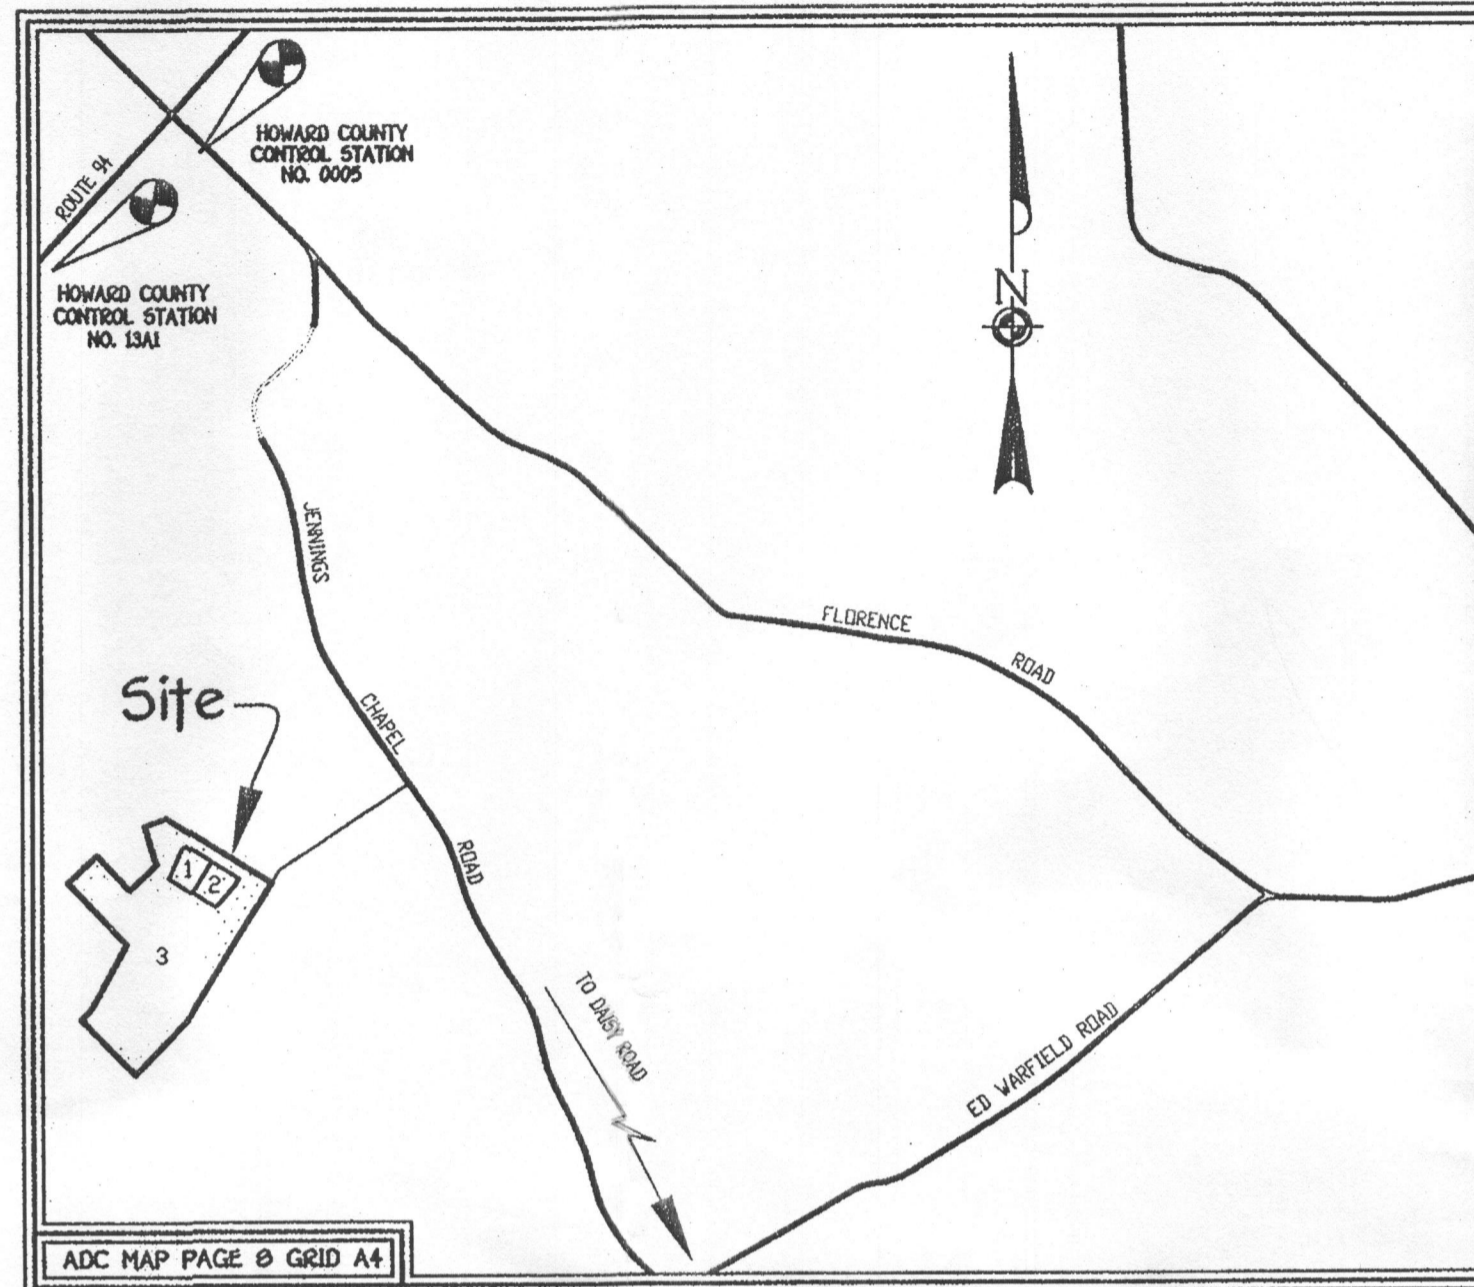 HOWARD COUNTY
CONTROL STATION
NO. 0005
ROUTE 94
HOWARD COUNTY
CONTROL STATION
NO. 13A1
N
JENNINGS
CHAPEL
ROAD
FLORENCE
ROAD
Site
1
2
3
TO DAISY ROAD
ED WARFIELD ROAD
ADC MAP PAGE 8 GRID A4